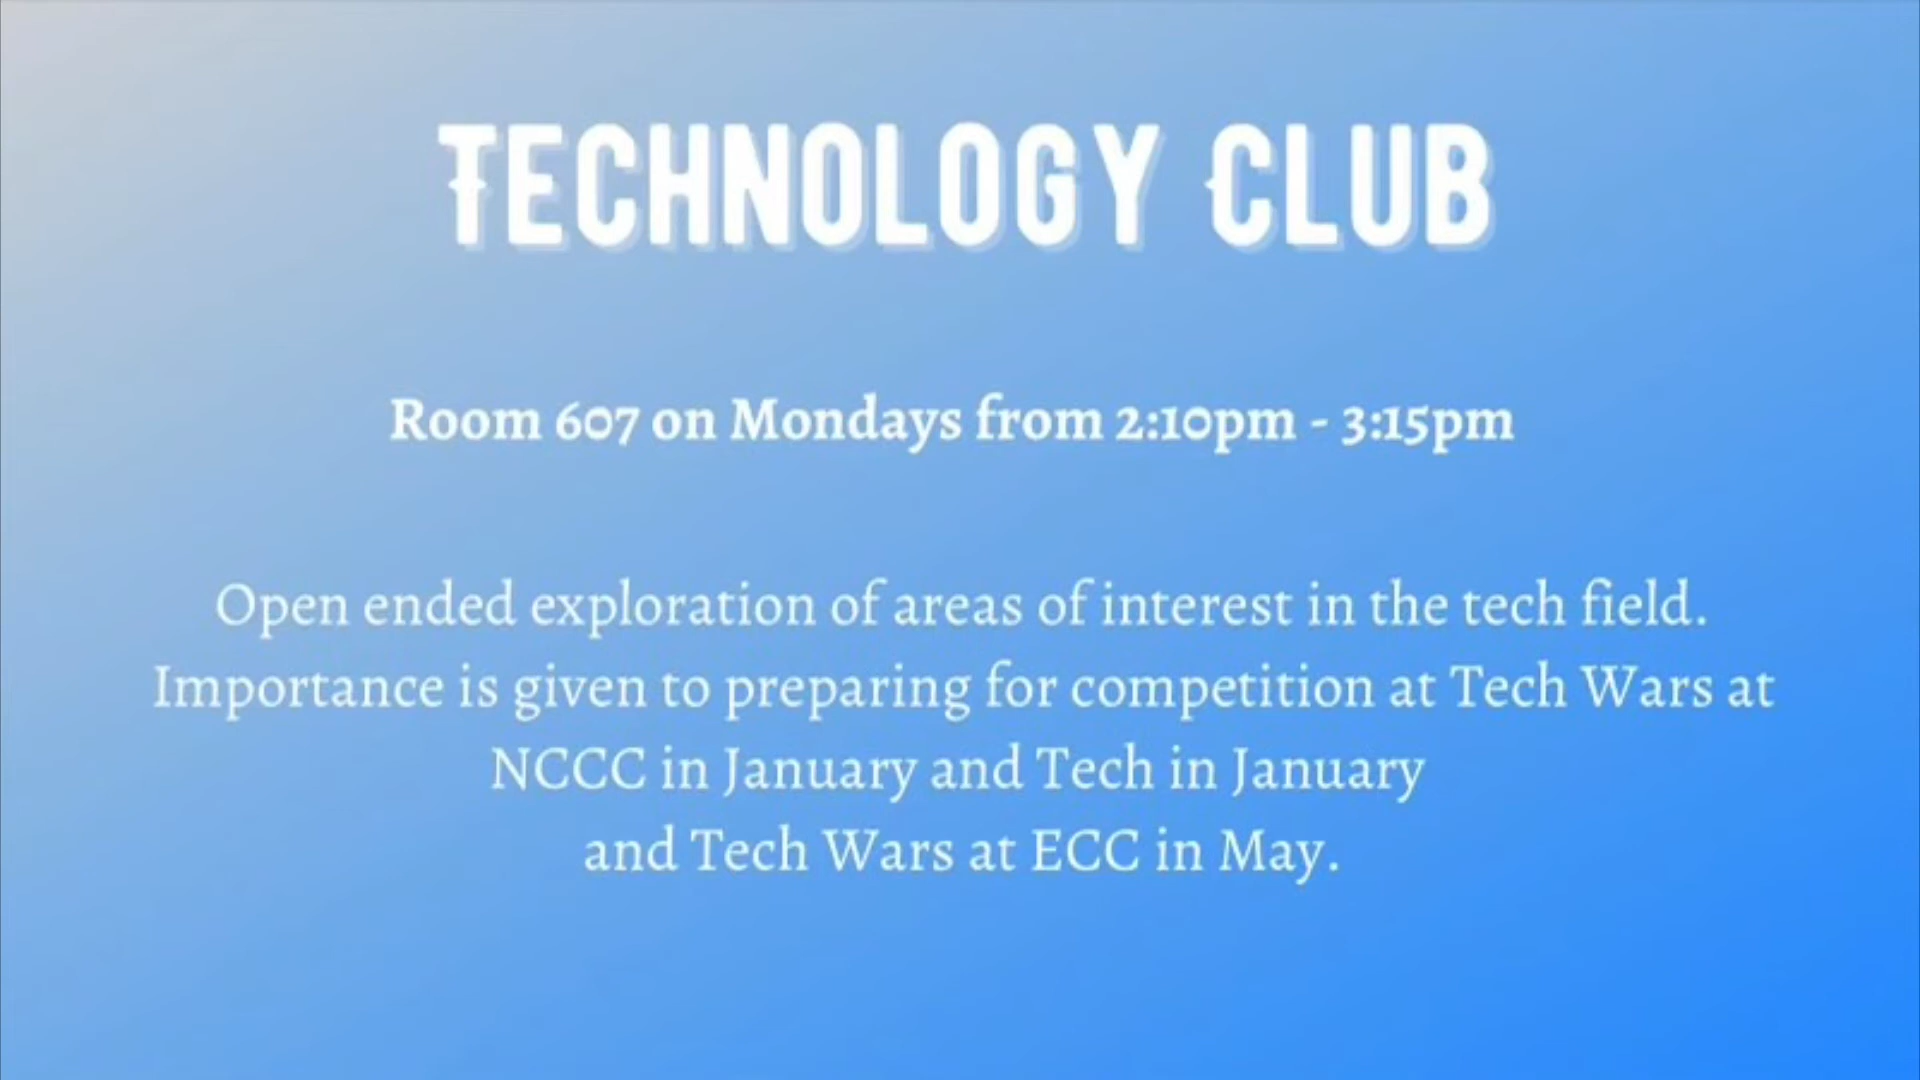 Technology Club
Room 607 on Mondays from 2:10pm - 3:15pm
Open ended exploration of areas of interest in the tech field.
Importance is given to preparing for competition at Tech Wars at
NCCC in January and Tech in January
and Tech Wars at ECC in May.